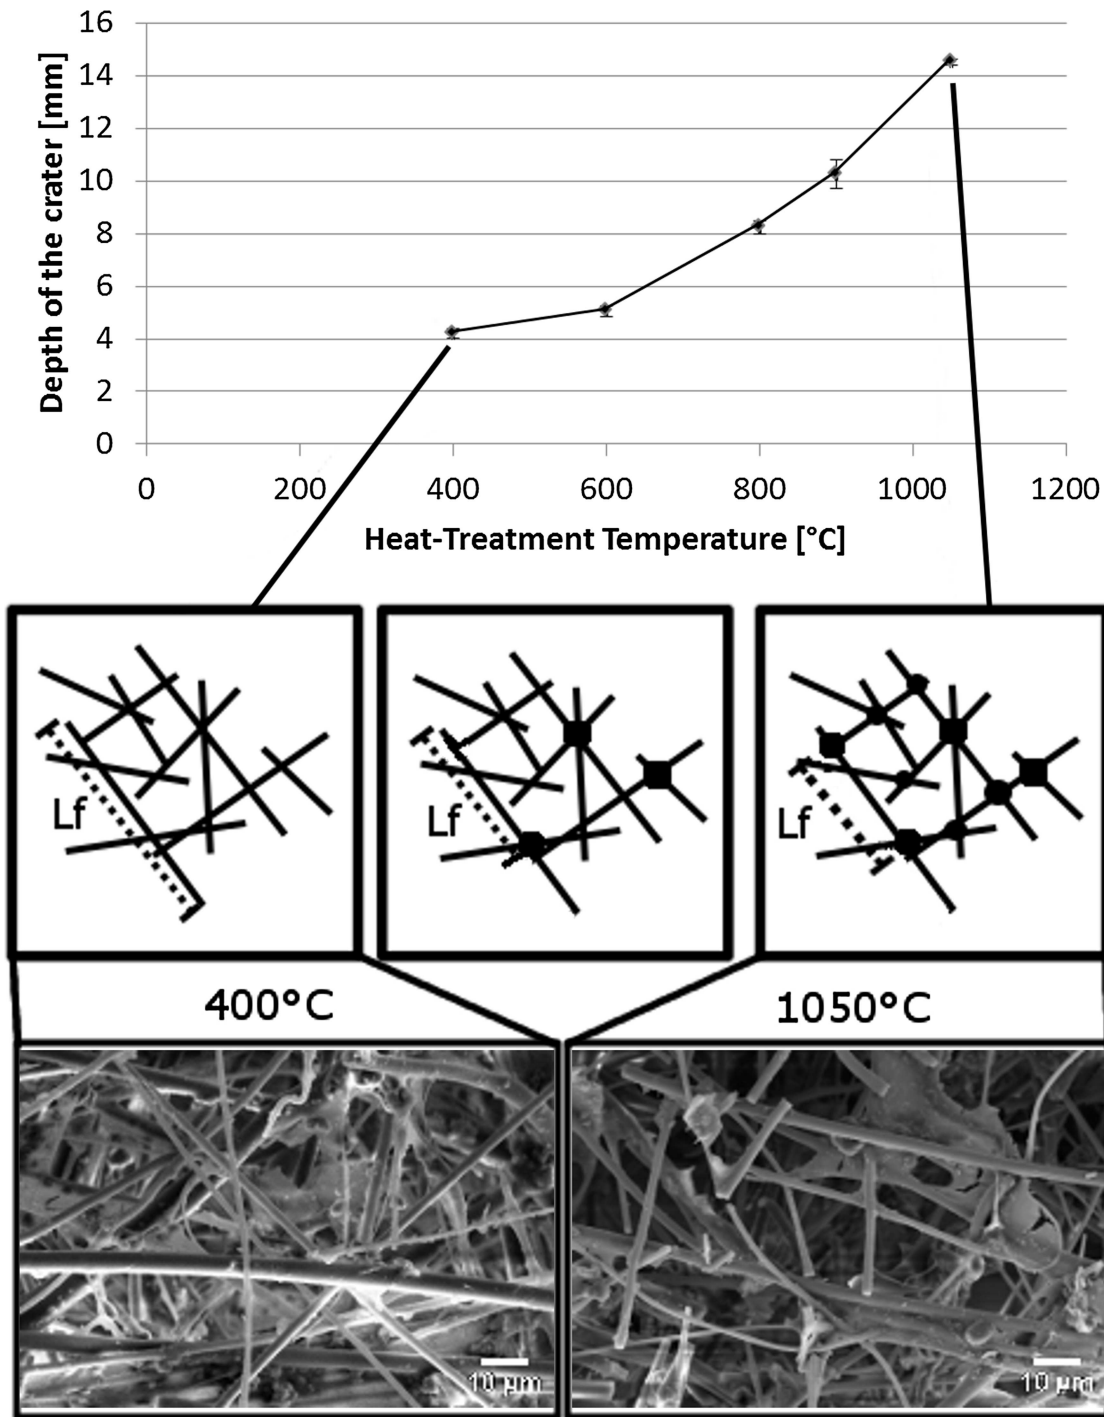 16
14
12
10
8
6
4
2
0
Depth of the crater [mm]
0 200 400 600 800 1000 1200
Heat-Treatment Temperature [°C]
Lf
Lf
Lf
400°C
1050°C
10 µm
10 µm